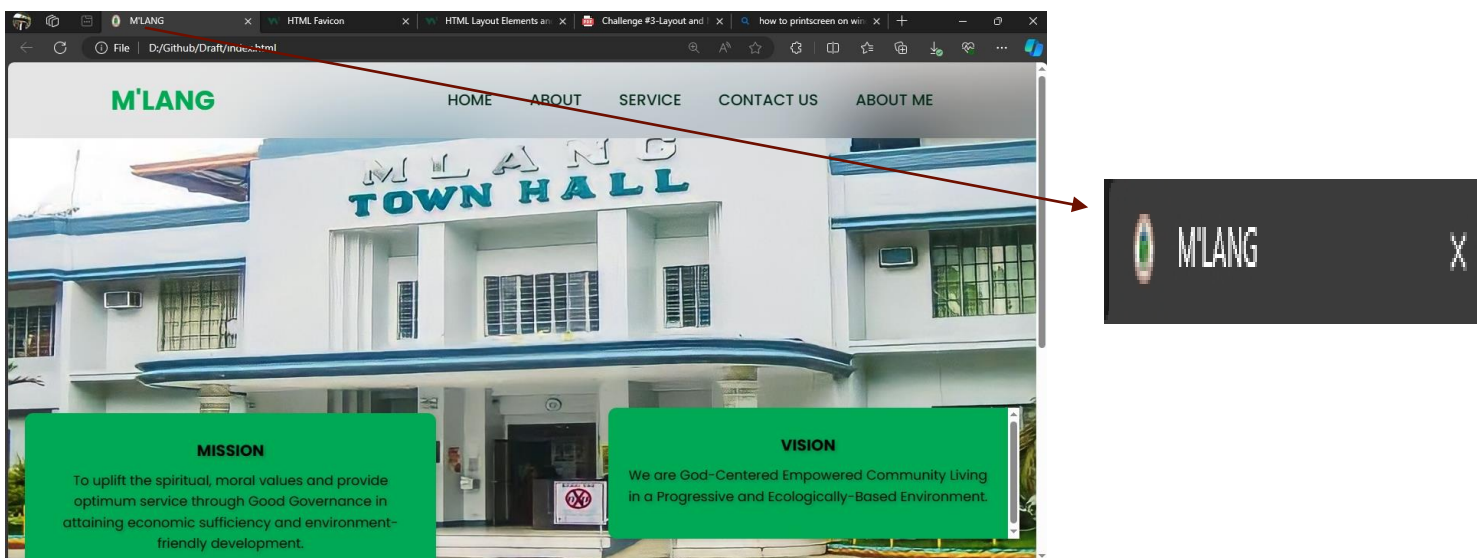 M'LANG
HTML Favicon
HTML Layout Elements an
Challenge #3-Layout and
how to printscreen on win
File
D:/Github/Draft/index.html
M'LANG
HOME ABOUT SERVICE CONTACT US ABOUT ME
MLANG
TOWN HALL
MISSION
To uplift the spiritual, moral values and provide
optimum service through Good Governance in
attaining economic sufficiency and environment-
friendly development.
VISION
We are God-Centered Empowered Community Living
in a Progressive and Ecologically-Based Environment.
M'LANG